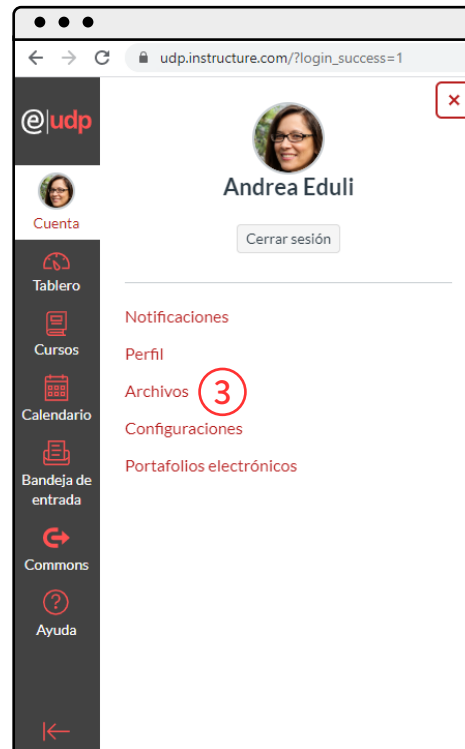 udp.instructure.com/?login_success=1
e|udp
Cuenta
Tablero
Cursos
Calendario
Bandeja de
entrada
Commons
Ayuda
×
Andrea Eduli
Cerrar sesión
Notificaciones
Perfil
Archivos 3
Configuraciones
Portafolios electrónicos